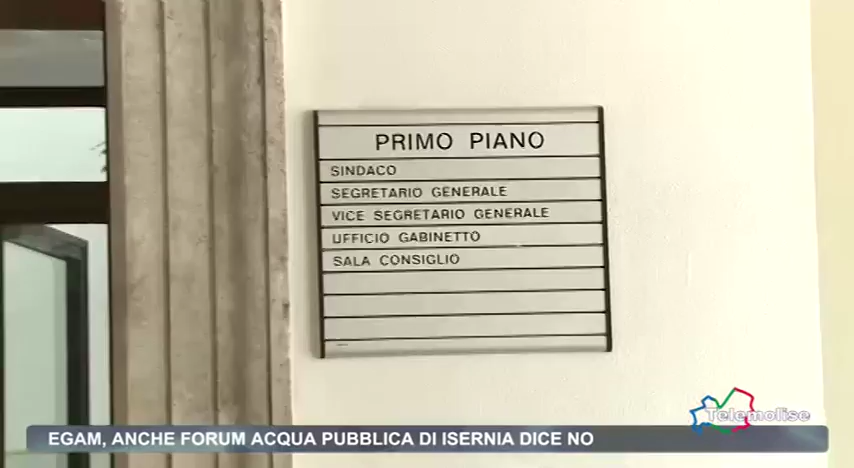 PRIMO PIANO
SINDACO
SEGRETARIO GENERALE
VICE SEGRETARIO GENERALE
UFFICIO GABINETTO
SALA CONSIGLIO
Telemolise
EGAM, ANCHE FORUM ACQUA PUBBLICA DI ISERNIA DICE NO